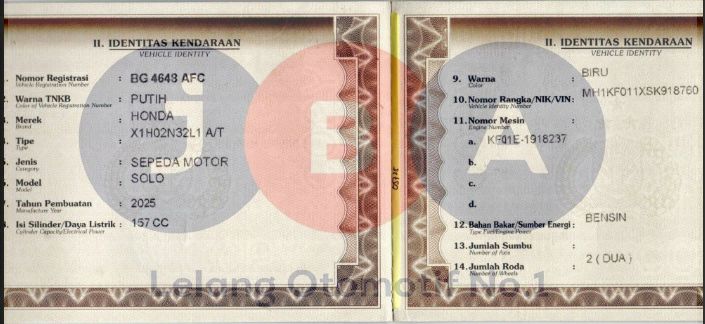 II. IDENTITAS KENDARAAN
VEHICLE IDENTITY
1. Nomor Registrasi : BG 4643 AFC
Vehicle Registration Number
2. Warna TNKB : PUTIH
Color of Vehicle Registration Number
3. Merek : HONDA
Brand
4. Tipe : X1H02N32L1 A/T
Type
5. Jenis : SEPEDA MOTOR
Category
6. Model : SOLO
Model
7. Tahun Pembuatan : 2025
Manufacture Year
8. Isi Silinder/Daya Listrik : 157 CC
Cylinder Capacity/Electrical Power
II. IDENTITAS KENDARAAN
VEHICLE IDENTITY
9. Warna : BIRU
Color
10. Nomor Rangka/NIK/VIN: MH1KF011XSK918760
Vehicle Identity Number
11. Nomor Mesin :
Engine Number
a. KF01E-1918237
b.
c.
d.
12. Bahan Bakar/Sumber Energi : BENSIN
Type Fuel/Engine Power
13. Jumlah Sumbu :
Number of Axis
14. Jumlah Roda : 2 ( DUA )
Number of Wheels
JBA
Lelang Otomotif No.1